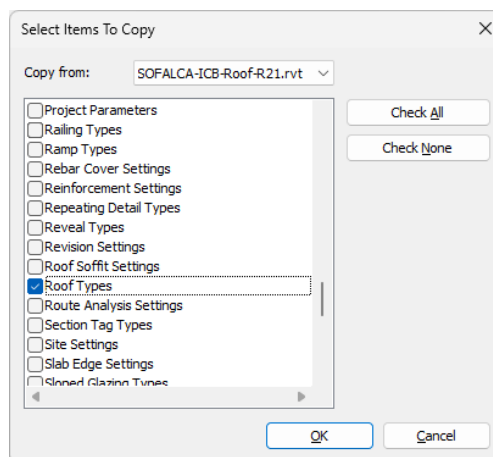 Select Items To Copy
Copy from: SOFALCA-ICB-Roof-R21.rvt
Project Parameters
Railing Types
Ramp Types
Rebar Cover Settings
Reinforcement Settings
Repeating Detail Types
Reveal Types
Revision Settings
Roof Soffit Settings
Roof Types
Route Analysis Settings
Section Tag Types
Site Settings
Slab Edge Settings
Sloped Glazing Types
Check All
Check None
OK
Cancel